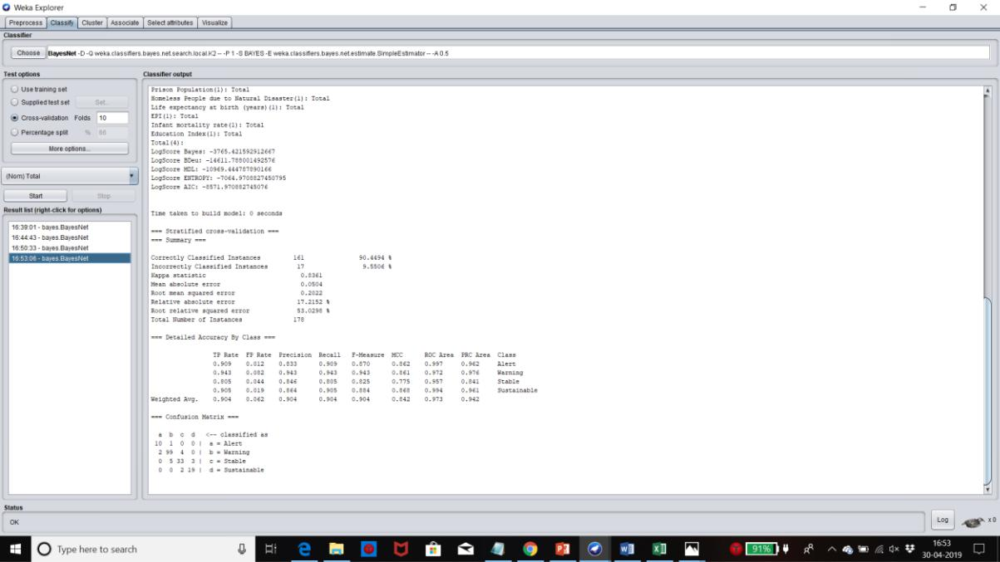 Weka Explorer
Preprocess Classify Cluster Associate Select attributes Visualize
Classifier
Choose BayesNet -D -Q weka.classifiers.bayes.net.search.local.K2 -- -P 1 -S BAYES -E weka.classifiers.bayes.net.estimate.SimpleEstimator -- -A 0.5
Test options
Use training set
Supplied test set Set...
Cross-validation Folds 10
Percentage split % 66
More options...
(Nom) Total
Start Stop
Result list (right-click for options)
16:39:01 - bayes.BayesNet
16:44:43 - bayes.BayesNet
16:50:33 - bayes.BayesNet
16:53:06 - bayes.BayesNet
Classifier output
Prison Population(1): Total
Homeless People due to Natural Disaster(1): Total
Life expectancy at birth (years)(1): Total
EPI(1): Total
Infant mortality rate(1): Total
Education Index(1): Total
Total(4):
LogScore Bayes: -3765.421592912667
LogScore BDeu: -14611.788001492576
LogScore MDL: -10969.444787890166
LogScore ENTROPY: -7064.9708827450795
LogScore AIC: -8571.970882745076
Time taken to build model: 0 seconds
=== Stratified cross-validation ===
=== Summary ===
Correctly Classified Instances 161 90.4494 %
Incorrectly Classified Instances 17 9.5506 %
Kappa statistic 0.8361
Mean absolute error 0.0504
Root mean squared error 0.2022
Relative absolute error 17.2152 %
Root relative squared error 53.0298 %
Total Number of Instances 178
=== Detailed Accuracy By Class ===
TP Rate FP Rate Precision Recall F-Measure MCC ROC Area PRC Area Class
0.909 0.012 0.833 0.909 0.870 0.862 0.997 0.962 Alert
0.943 0.082 0.943 0.943 0.943 0.861 0.972 0.976 Warning
0.805 0.044 0.846 0.805 0.825 0.775 0.957 0.841 Stable
0.905 0.019 0.864 0.905 0.884 0.868 0.994 0.961 Sustainable
Weighted Avg. 0.904 0.062 0.904 0.904 0.904 0.842 0.973 0.942
=== Confusion Matrix ===
a b c d <-- classified as
10 1 0 0 | a = Alert
2 99 4 0 | b = Warning
0 5 33 3 | c = Stable
0 0 2 19 | d = Sustainable
Status
OK
Log
x 0
Type here to search
91%
16:53
30-04-2019